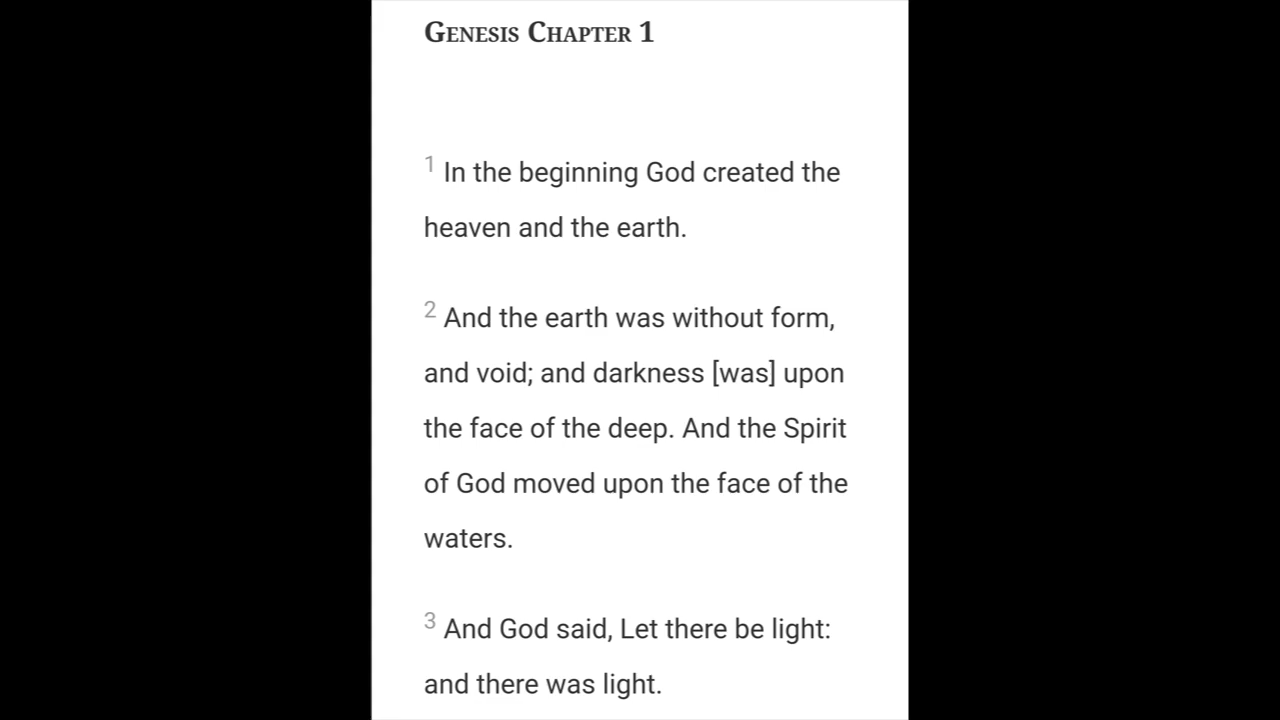 Genesis Chapter 1
1 In the beginning God created the
heaven and the earth.
2 And the earth was without form,
and void; and darkness [was] upon
the face of the deep. And the Spirit
of God moved upon the face of the
waters.
3 And God said, Let there be light:
and there was light.